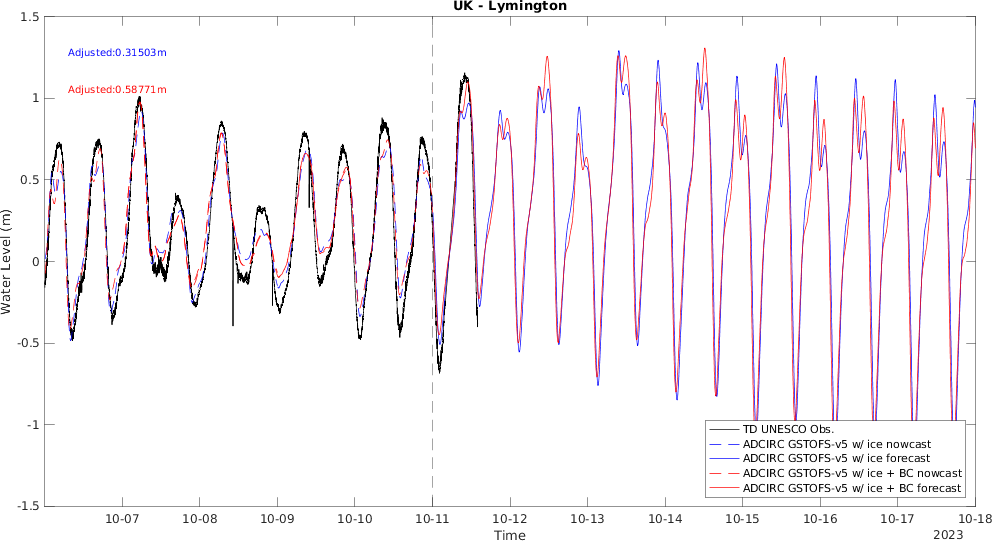 UK - Lymington
Adjusted:0.31503m
Adjusted:0.58771m
Water Level (m)
1.5
1
0.5
0
-0.5
-1
-1.5
TD UNESCO Obs.
ADCIRC GSTOFS-v5 w/ ice nowcast
ADCIRC GSTOFS-v5 w/ ice forecast
ADCIRC GSTOFS-v5 w/ ice + BC nowcast
ADCIRC GSTOFS-v5 w/ ice + BC forecast
10-07 10-08 10-09 10-10 10-11 10-12 10-13 10-14 10-15 10-16 10-17 10-18
Time
2023